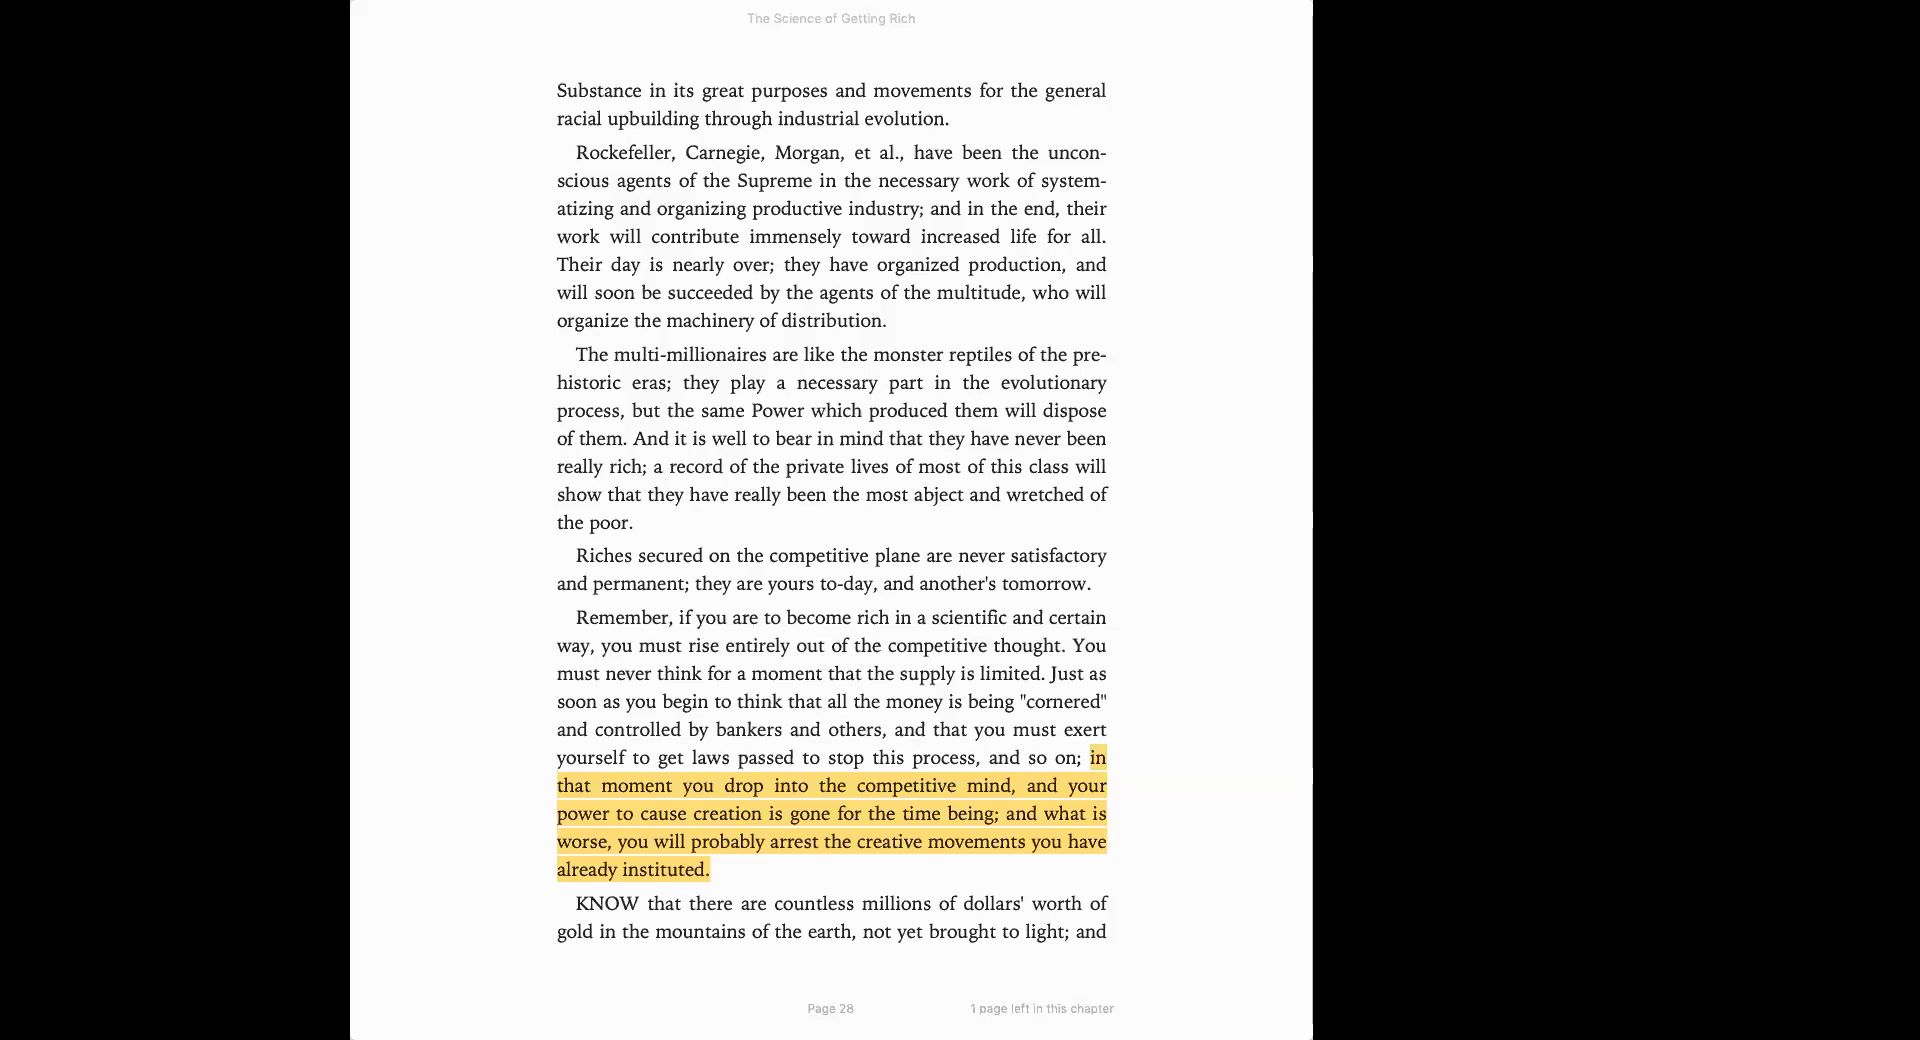 The Science of Getting Rich
Substance in its great purposes and movements for the general
racial upbuilding through industrial evolution.
Rockefeller, Carnegie, Morgan, et al., have been the uncon-
scious agents of the Supreme in the necessary work of system-
atizing and organizing productive industry; and in the end, their
work will contribute immensely toward increased life for all.
Their day is nearly over; they have organized production, and
will soon be succeeded by the agents of the multitude, who will
organize the machinery of distribution.
The multi-millionaires are like the monster reptiles of the pre-
historic eras; they play a necessary part in the evolutionary
process, but the same Power which produced them will dispose
of them. And it is well to bear in mind that they have never been
really rich; a record of the private lives of most of this class will
show that they have really been the most abject and wretched of
the poor.
Riches secured on the competitive plane are never satisfactory
and permanent; they are yours to-day, and another's tomorrow.
Remember, if you are to become rich in a scientific and certain
way, you must rise entirely out of the competitive thought. You
must never think for a moment that the supply is limited. Just as
soon as you begin to think that all the money is being "cornered"
and controlled by bankers and others, and that you must exert
yourself to get laws passed to stop this process, and so on; in
that moment you drop into the competitive mind, and your
power to cause creation is gone for the time being; and what is
worse, you will probably arrest the creative movements you have
already instituted.
KNOW that there are countless millions of dollars' worth of
gold in the mountains of the earth, not yet brought to light; and
Page 28
1 page left in this chapter